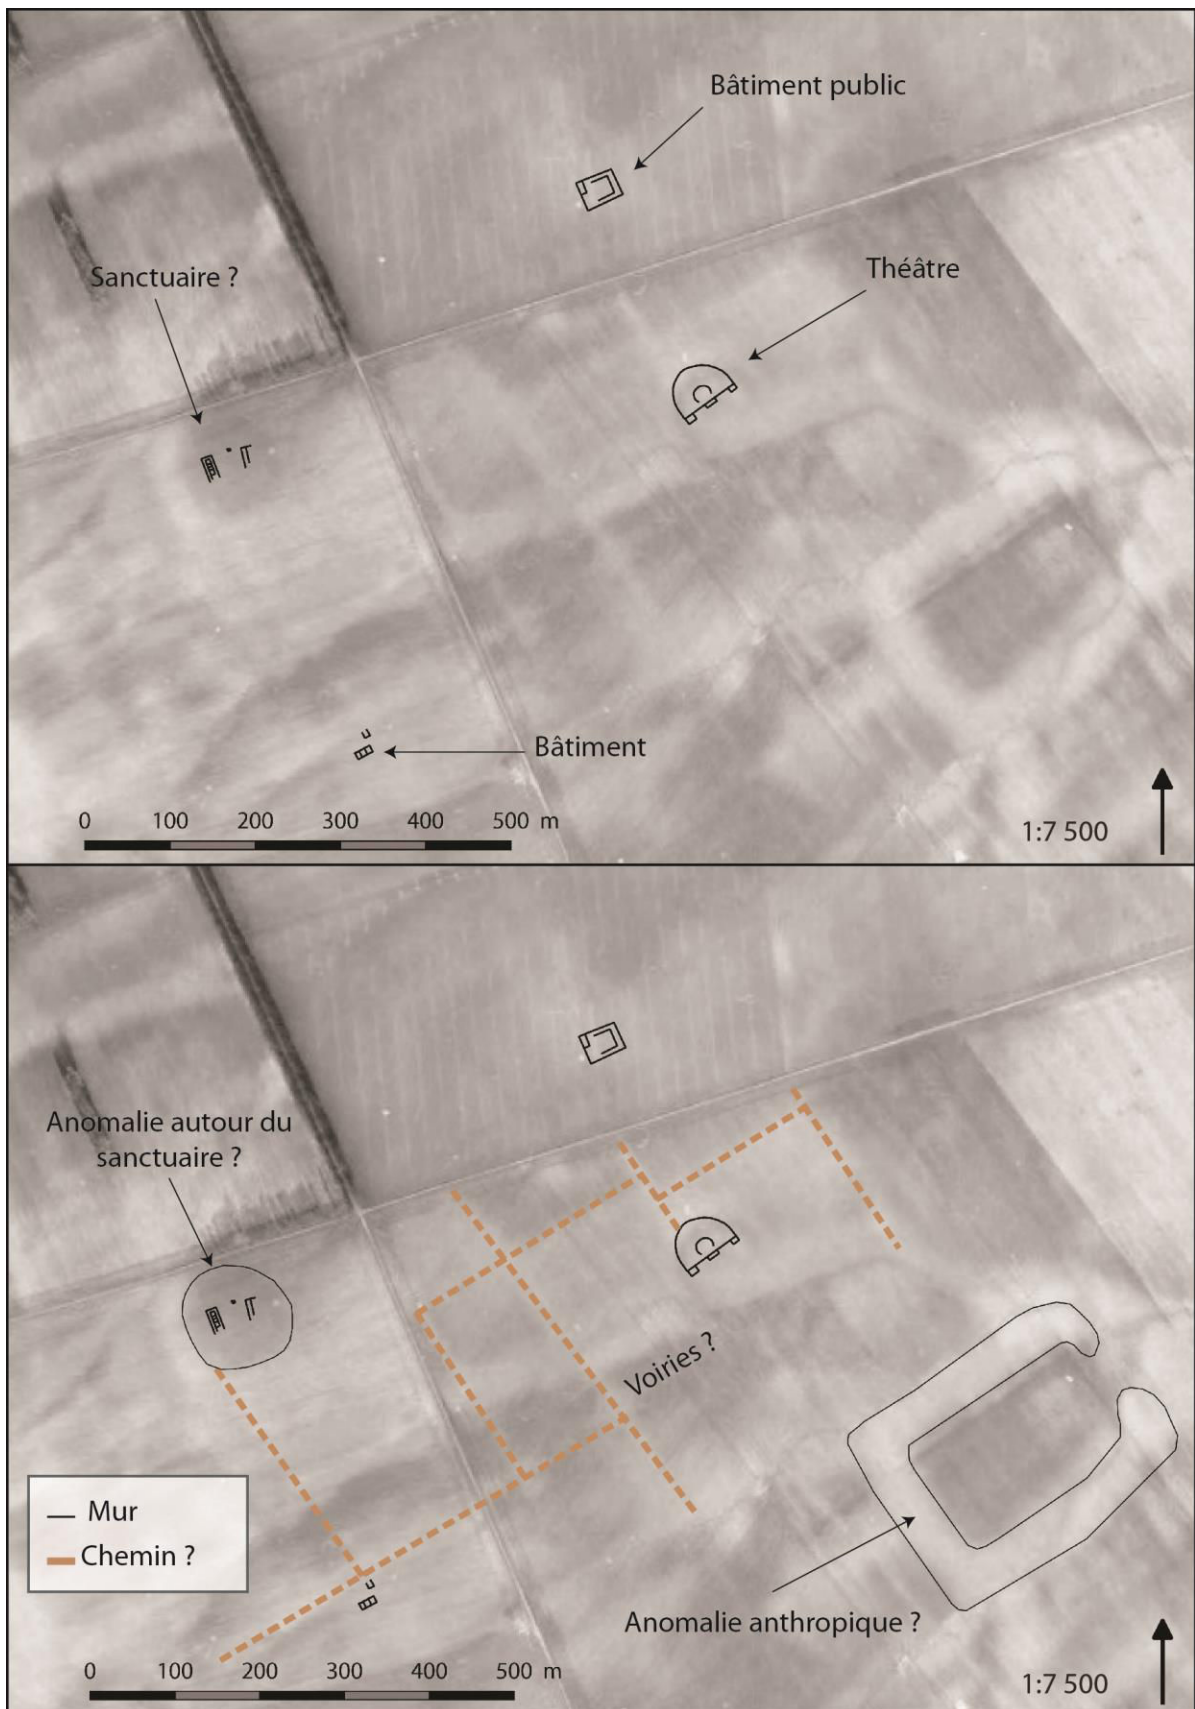 Bâtiment public
Sanctuaire ?
Théâtre
Bâtiment
0 100 200 300 400 500 m
1:7 500
Anomalie autour du
sanctuaire ?
Voiries ?
Mur
Chemin ?
Anomalie anthropique ?
0 100 200 300 400 500 m
1:7 500